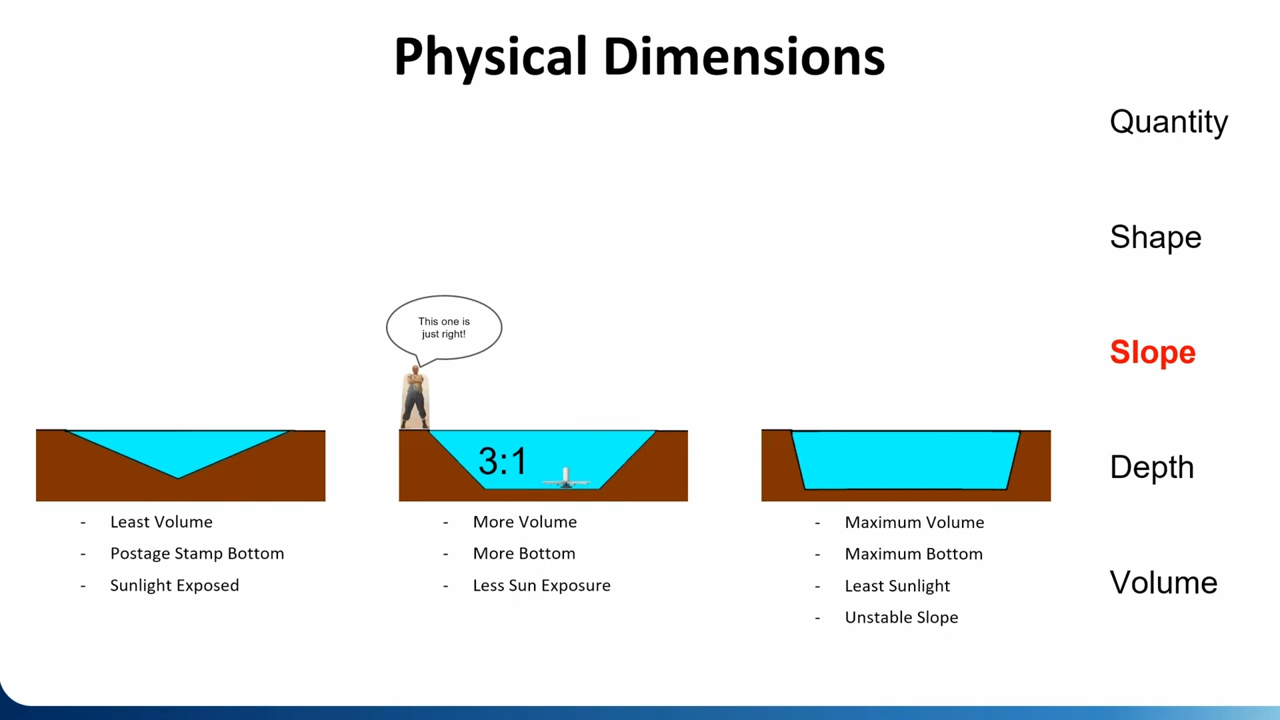 Physical Dimensions
Quantity
Shape
Slope
Depth
Volume
This one is
just right!
3:1
- Least Volume
- Postage Stamp Bottom
- Sunlight Exposed
- More Volume
- More Bottom
- Less Sun Exposure
- Maximum Volume
- Maximum Bottom
- Least Sunlight
- Unstable Slope